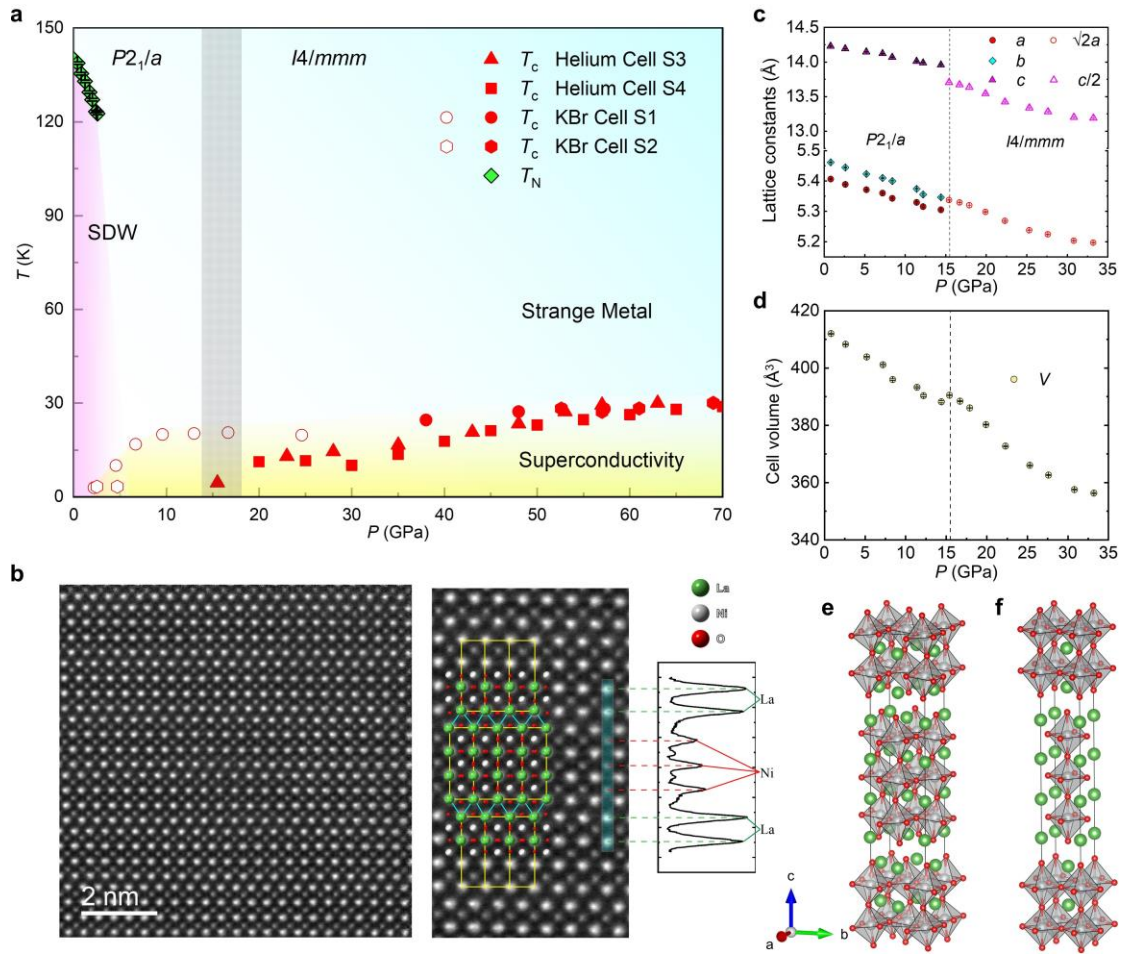 a
150
120
90
60
30
0
T (K)
P2₁/a
I4/mmm
Tc Helium Cell S3
Tc Helium Cell S4
Tc KBr Cell S1
Tc KBr Cell S2
TN
SDW
Strange Metal
Superconductivity
0 10 20 30 40 50 60 70
P (GPa)
c
14.0
13.5
13.0
5.5
5.4
5.3
5.2
Lattice constants (Å)
a √2a
b
c c/2
P2₁/a I4/mmm
0 5 10 15 20 25 30 35
P (GPa)
d
420
400
380
360
340
Cell volume (Å³)
V
0 5 10 15 20 25 30 35
P (GPa)
b
2 nm
La
Ni
O
La
Ni
La
c
a
b
e
f